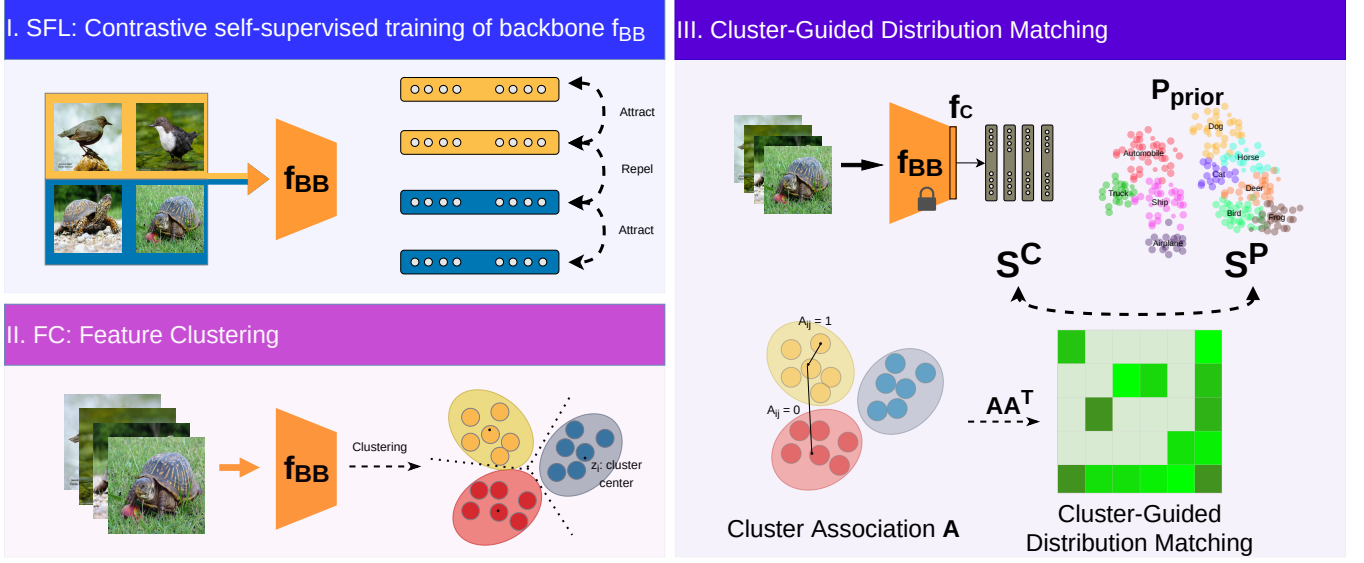 I. SFL: Contrastive self-supervised training of backbone fBB
fBB
Attract
Repel
Attract
II. FC: Feature Clustering
fBB
Clustering
zi: cluster
center
III. Cluster-Guided Distribution Matching
fBB
fC
Pprior
Dog
Automobile
Horse
Cat
Truck
Deer
Ship
Bird
Frog
Airplane
SC
SP
Aij = 1
Aij = 0
AAT
Cluster Association A
Cluster-Guided
Distribution Matching